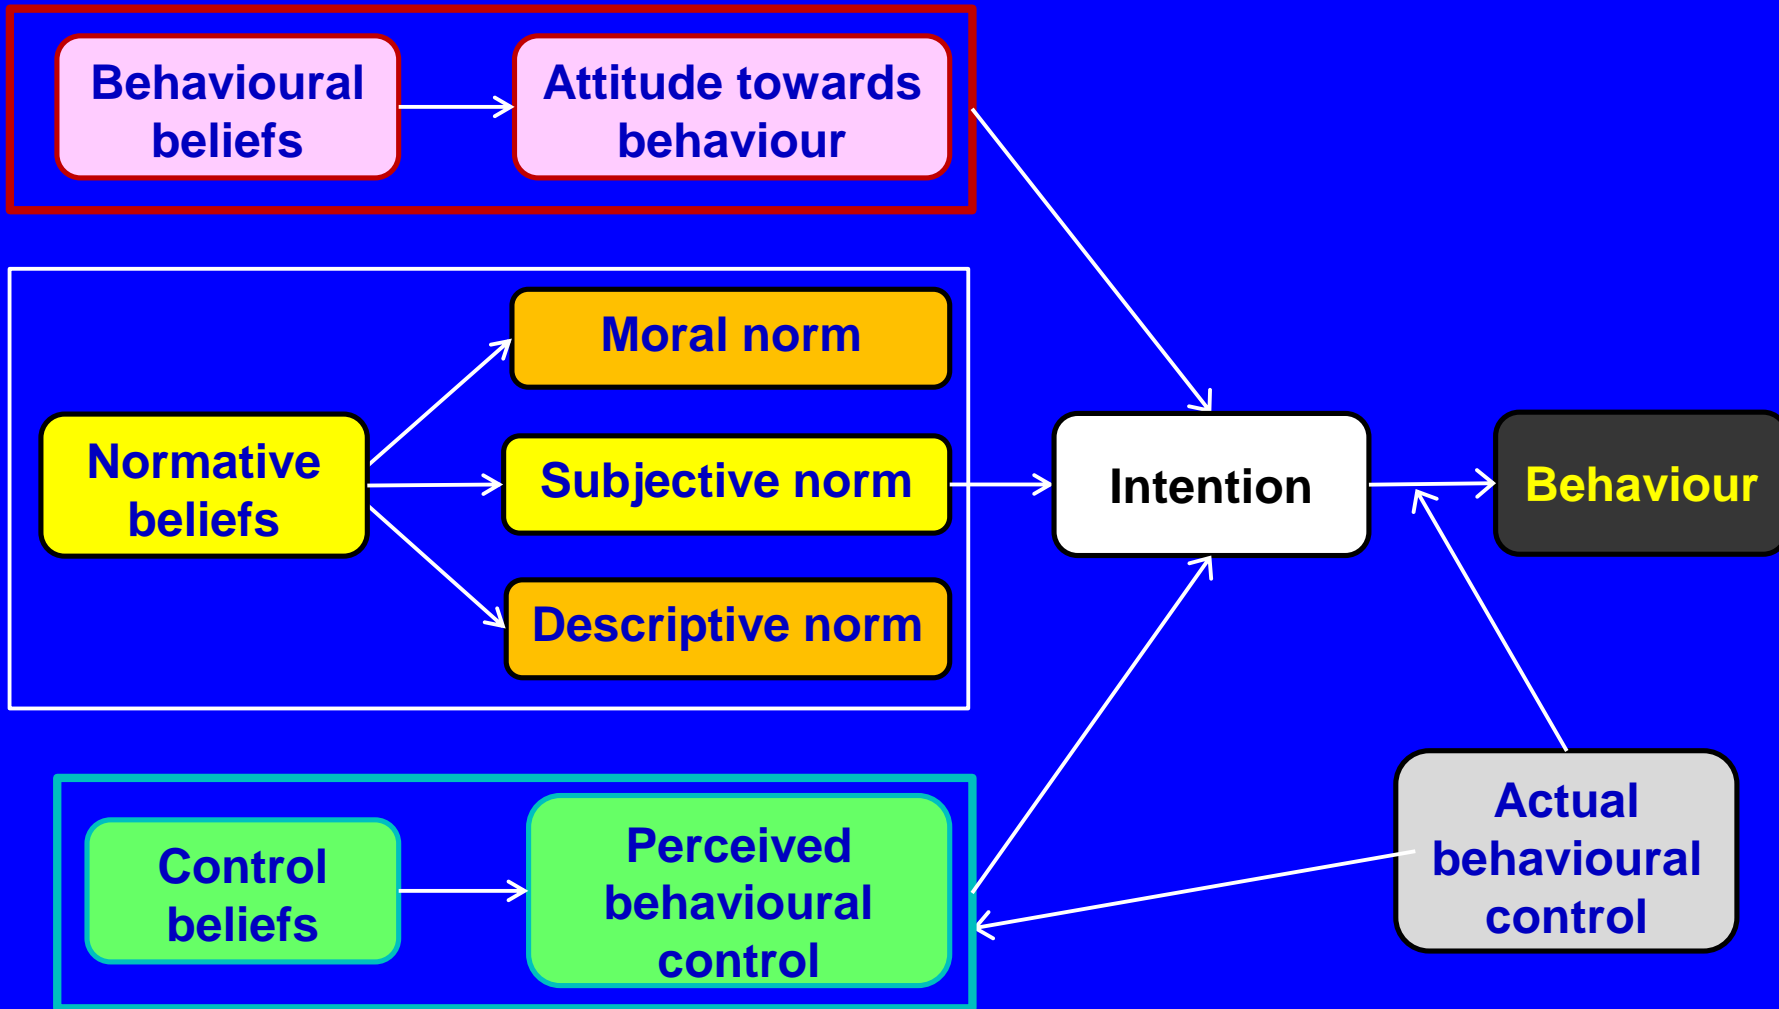 Behavioural
beliefs
Attitude towards
behaviour
Moral norm
Normative
beliefs
Subjective norm
Descriptive norm
Intention
Behaviour
Control
beliefs
Perceived
behavioural
control
Actual
behavioural
control